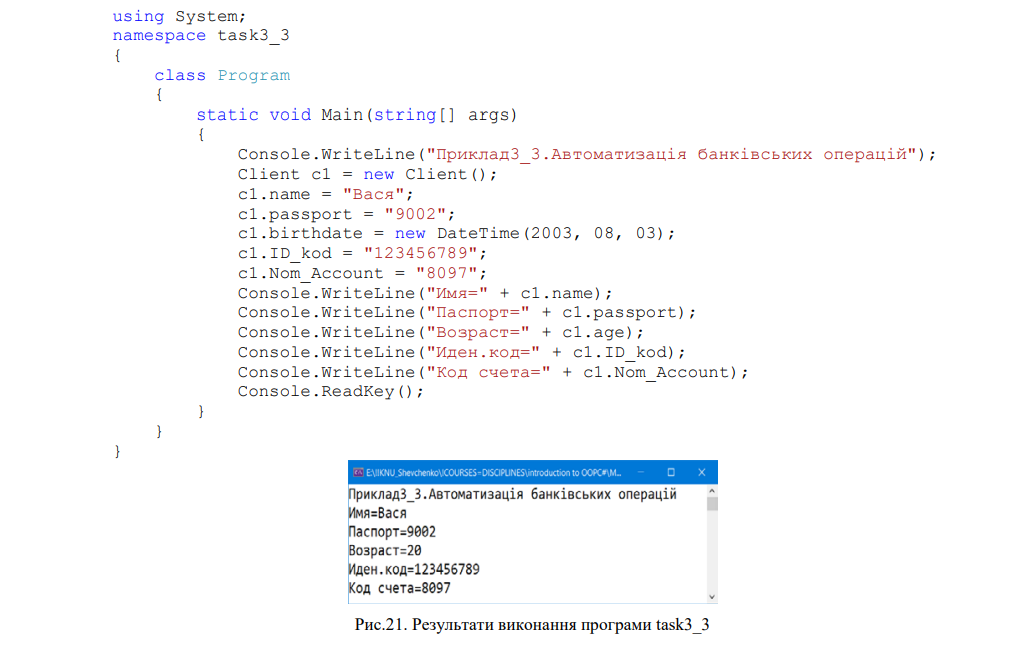 using System;
namespace task3_3
{
class Program
{
static void Main(string[] args)
{
Console.WriteLine("Приклад3_3.Автоматизація банківських операцій");
Client c1 = new Client();
c1.name = "Вася";
c1.passport = "9002";
c1.birthdate = new DateTime(2003, 08, 03);
c1.ID_kod = "123456789";
c1.Nom_Account = "8097";
Console.WriteLine("Имя=" + c1.name);
Console.WriteLine("Паспорт=" + c1.passport);
Console.WriteLine("Возраст=" + c1.age);
Console.WriteLine("Иден.код=" + c1.ID_kod);
Console.WriteLine("Код счета=" + c1.Nom_Account);
Console.ReadKey();
}
}
}
E:\!IKNU_Shevchenko\!COURSES=DISCIPLINES\introduction to OOPC#\M...
Приклад3_3.Автоматизація банківських операцій
Имя=Вася
Паспорт=9002
Возраст=20
Иден.код=123456789
Код счета=8097
Рис.21. Результати виконання програми task3_3